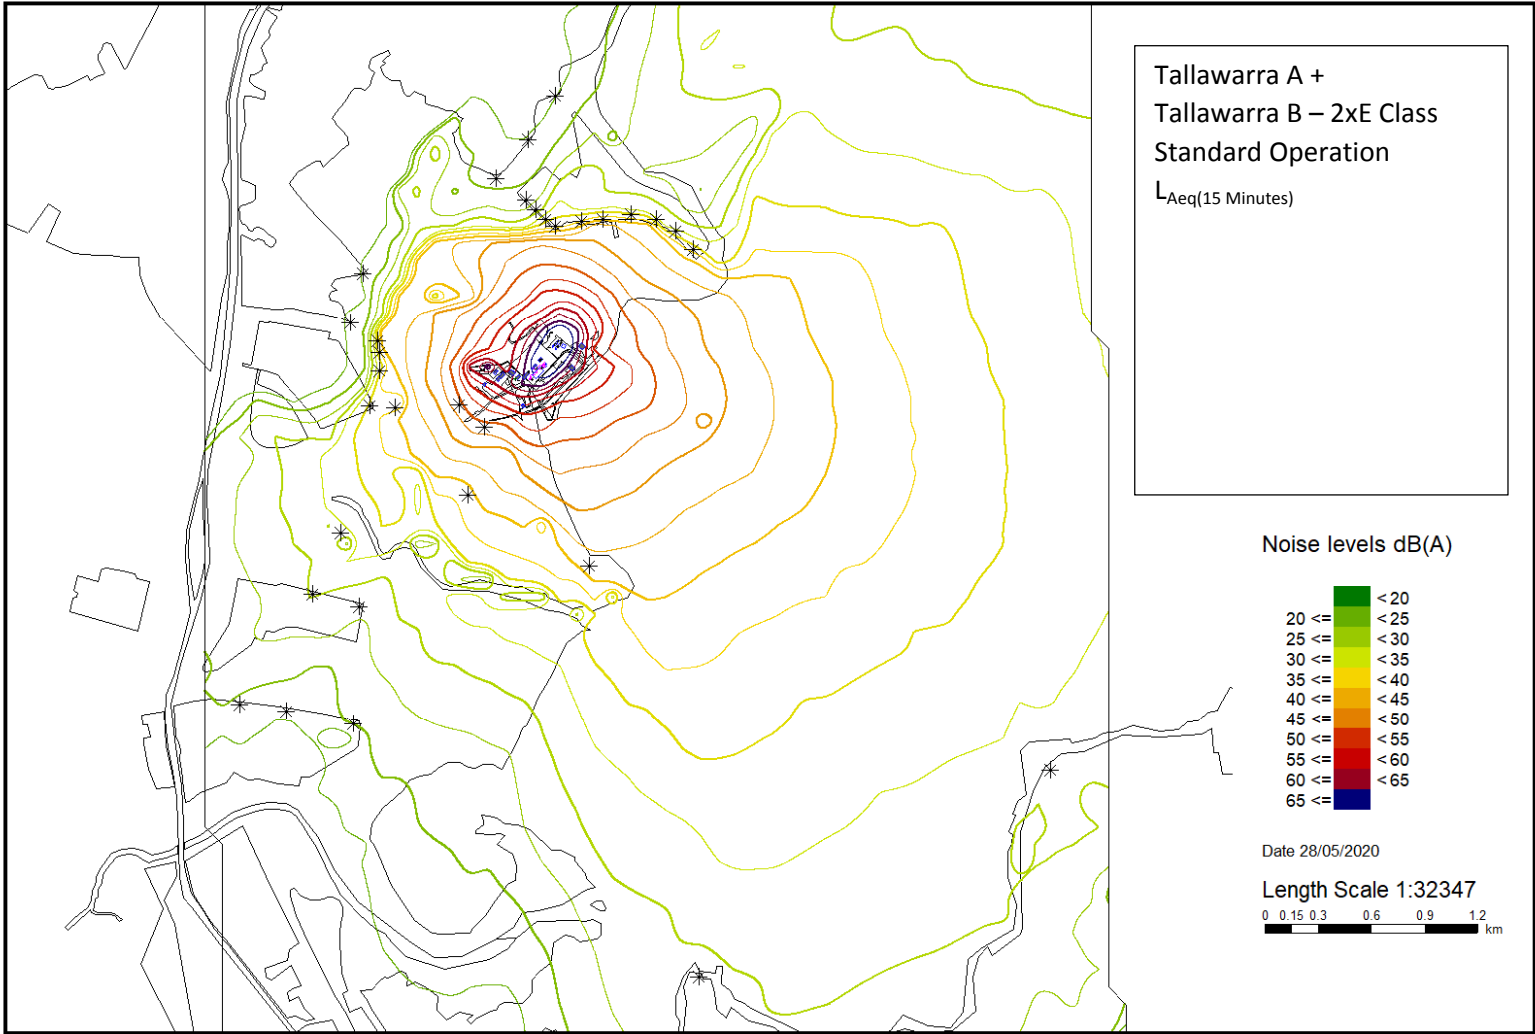 Tallawarra A +
Tallawarra B – 2xE Class
Standard Operation
LAeq(15 Minutes)
Noise levels dB(A)
< 20
20 <= < 25
25 <= < 30
30 <= < 35
35 <= < 40
40 <= < 45
45 <= < 50
50 <= < 55
55 <= < 60
60 <= < 65
65 <=
Date 28/05/2020
Length Scale 1:32347
0 0.15 0.3 0.6 0.9 1.2
km